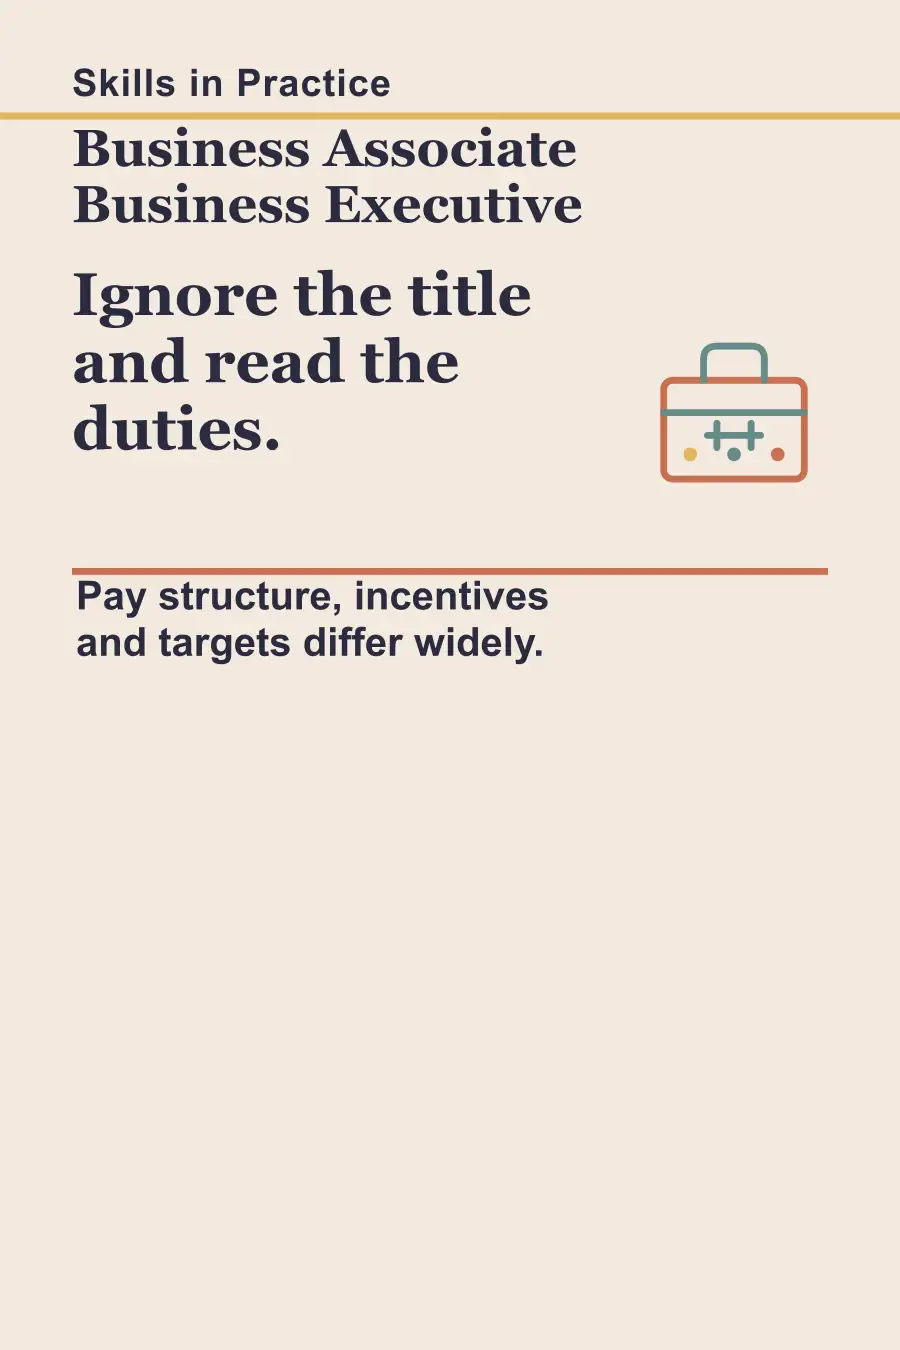 Skills in Practice
Business Associate
Business Executive
Ignore the title
and read the
duties.
Pay structure, incentives
and targets differ widely.